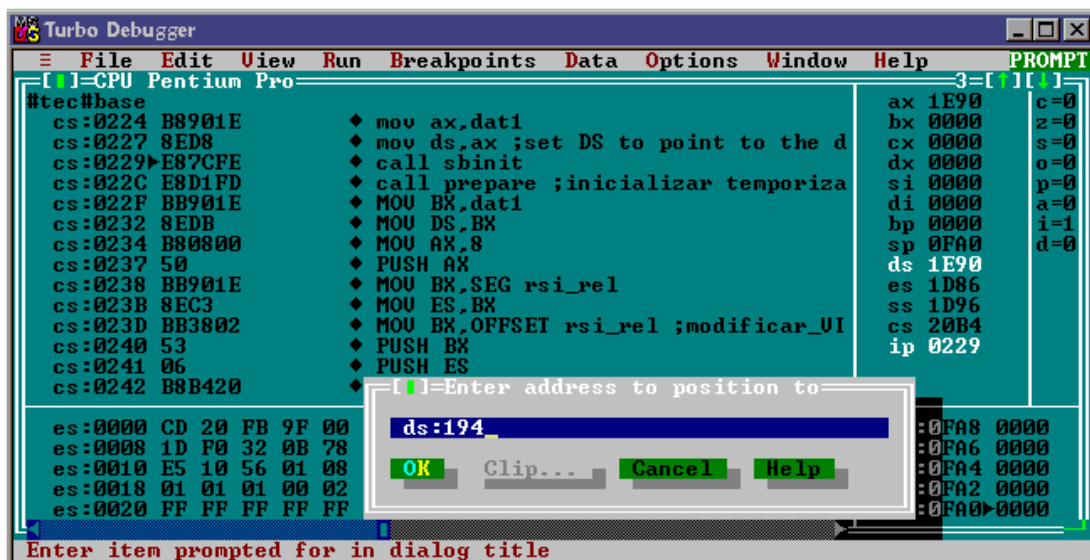 Turbo Debugger
≡ File Edit View Run Breakpoints Data Options Window Help PROMPT
[▮]=CPU Pentium Pro 3=[↑][↓]
#tec#base
cs:0224 B8901E ♦ mov ax,dat1
cs:0227 8ED8 ♦ mov ds,ax ;set DS to point to the d
cs:0229►E87CFE ♦ call sbinit
cs:022C E8D1FD ♦ call prepare ;inicializar temporiza
cs:022F BB901E ♦ MOV BX,dat1
cs:0232 8EDB ♦ MOV DS,BX
cs:0234 B80800 ♦ MOV AX,8
cs:0237 50 ♦ PUSH AX
cs:0238 BB901E ♦ MOV BX,SEG rsi_rel
cs:023B 8EC3 ♦ MOV ES,BX
cs:023D BB3802 ♦ MOV BX,OFFSET rsi_rel ;modificar_VI
cs:0240 53 ♦ PUSH BX
cs:0241 06 ♦ PUSH ES
cs:0242 B8B420 ♦
ax 1E90 c=0
bx 0000 z=0
cx 0000 s=0
dx 0000 o=0
si 0000 p=0
di 0000 a=0
bp 0000 i=1
sp 0FA0 d=0
ds 1E90
es 1D86
ss 1D96
cs 20B4
ip 0229
[▮]=Enter address to position to
ds:194_
OK Clip... Cancel Help
es:0000 CD 20 FB 9F 00
es:0008 1D F0 32 0B 78
es:0010 E5 10 56 01 08
es:0018 01 01 01 00 02
es:0020 FF FF FF FF FF
:0FA8 0000
:0FA6 0000
:0FA4 0000
:0FA2 0000
:0FA0►0000
Enter item prompted for in dialog title